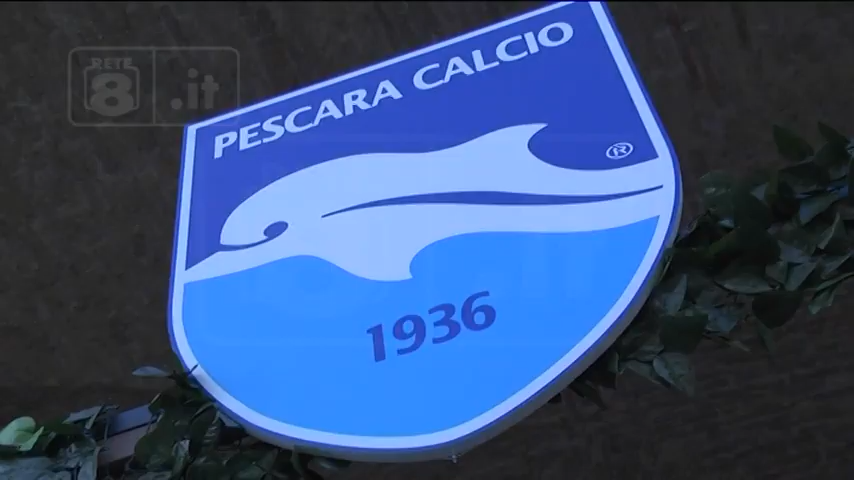 RETE
8 .it
PESCARA CALCIO
®
1936